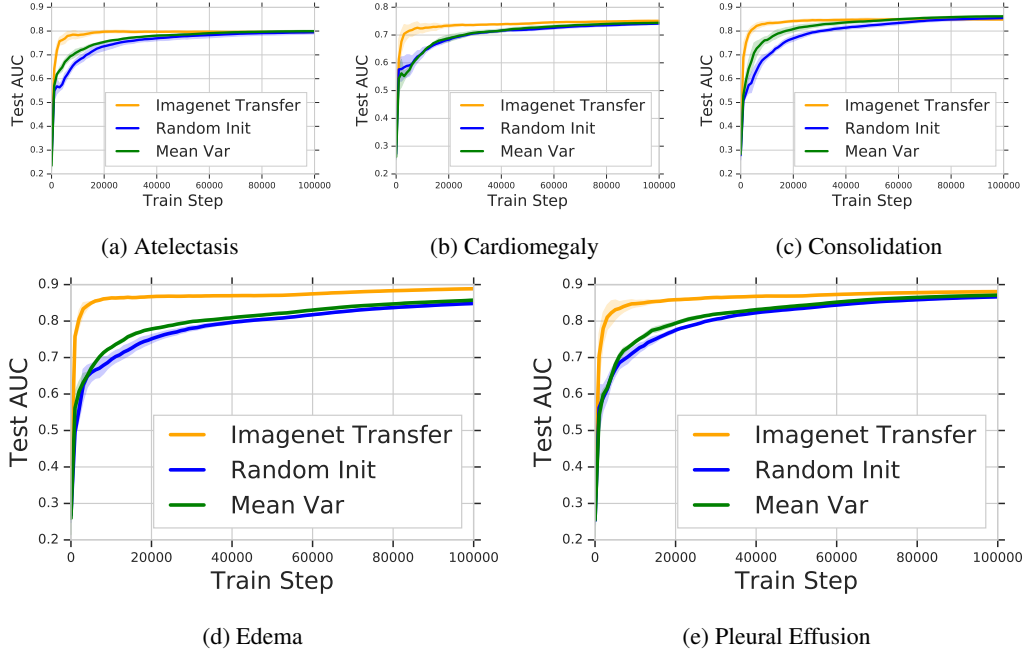 0.9
0.8
0.7
0.6
0.5
0.4
0.3
0.2
Test AUC
0 20000 40000 60000 80000 100000
Train Step
Imagenet Transfer
Random Init
Mean Var
(a) Atelectasis
0.8
0.7
0.6
0.5
0.4
0.3
0.2
Test AUC
0 20000 40000 60000 80000 100000
Train Step
Imagenet Transfer
Random Init
Mean Var
(b) Cardiomegaly
0.9
0.8
0.7
0.6
0.5
0.4
0.3
0.2
Test AUC
0 20000 40000 60000 80000 100000
Train Step
Imagenet Transfer
Random Init
Mean Var
(c) Consolidation
0.9
0.8
0.7
0.6
0.5
0.4
0.3
0.2
Test AUC
0 20000 40000 60000 80000 100000
Train Step
Imagenet Transfer
Random Init
Mean Var
(d) Edema
0.9
0.8
0.7
0.6
0.5
0.4
0.3
0.2
Test AUC
0 20000 40000 60000 80000 100000
Train Step
Imagenet Transfer
Random Init
Mean Var
(e) Pleural Effusion